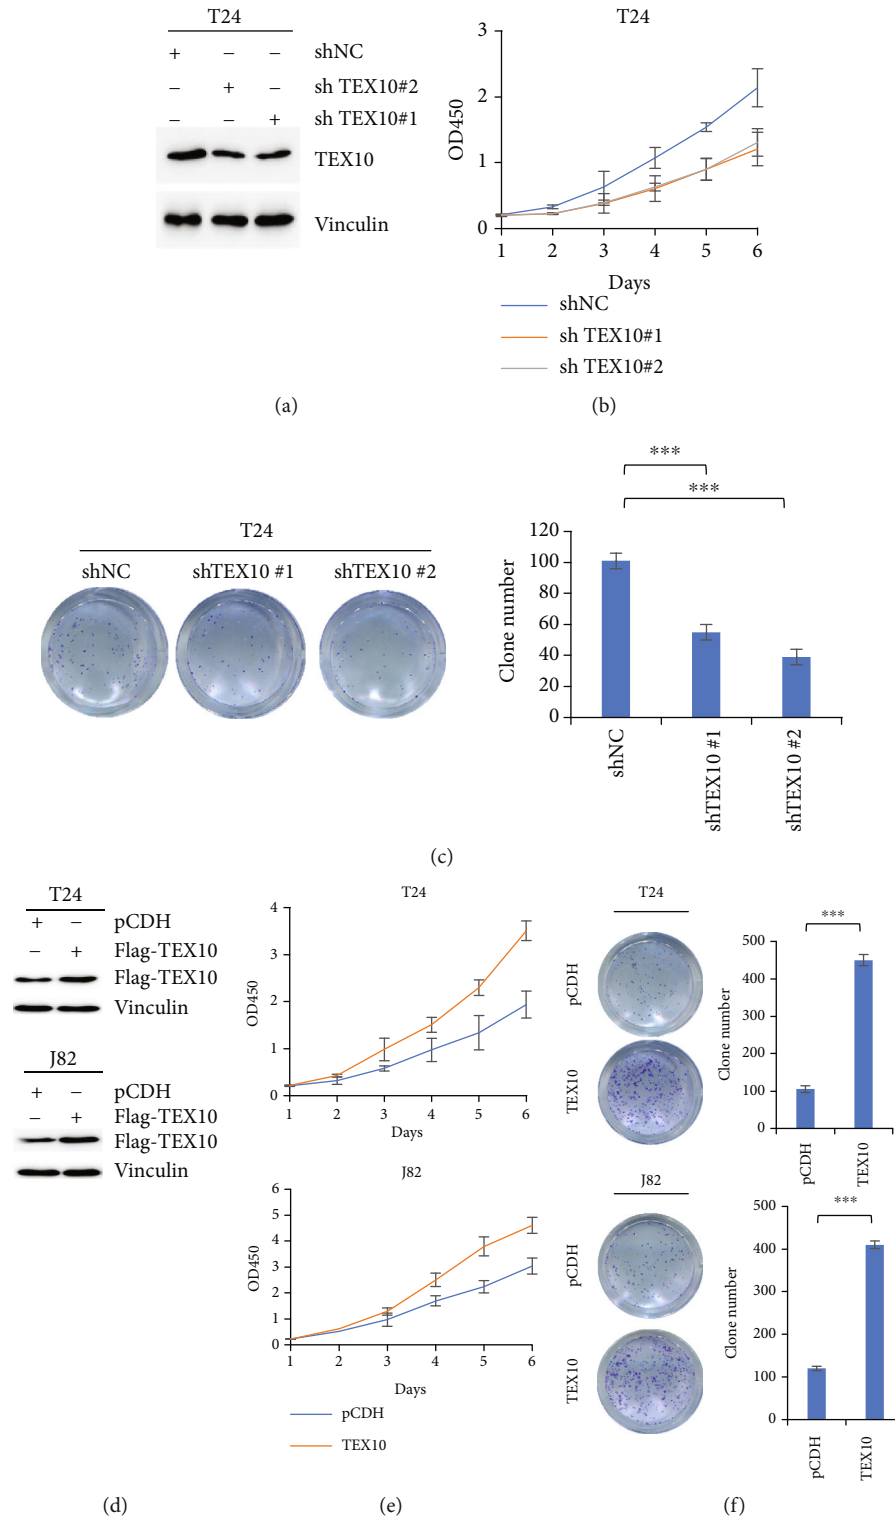 T24
+ − − shNC
− + − sh TEX10#2
− − + sh TEX10#1
TEX10
Vinculin
(a)
T24
OD450
3
2
1
0
1 2 3 4 5 6
Days
shNC
sh TEX10#1
sh TEX10#2
(b)
T24
shNC shTEX10 #1 shTEX10 #2
***
***
Clone number
120
100
80
60
40
20
0
shNC
shTEX10 #1
shTEX10 #2
(c)
T24
+ − pCDH
− + Flag-TEX10
Flag-TEX10
Vinculin
J82
+ − pCDH
− + Flag-TEX10
Flag-TEX10
Vinculin
(d)
T24
OD450
4
3
2
1
0
1 2 3 4 5 6
Days
J82
OD450
6
5
4
3
2
1
0
1 2 3 4 5 6
Days
pCDH
TEX10
(e)
T24
pCDH
TEX10
***
Clone number
500
400
300
200
100
0
pCDH
TEX10
J82
pCDH
TEX10
***
Clone number
500
400
300
200
100
0
pCDH
TEX10
(f)